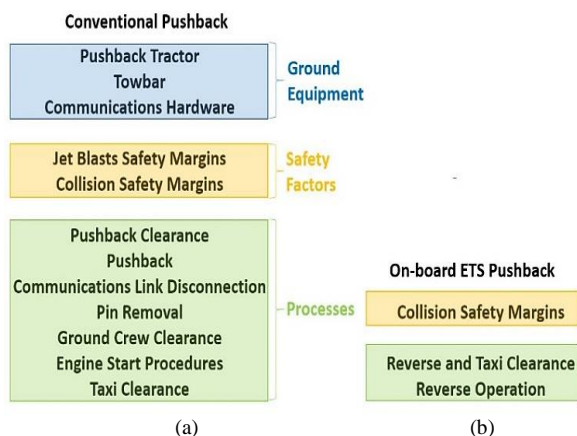 Conventional Pushback
Pushback Tractor
Towbar
Communications Hardware
Ground
Equipment
Jet Blasts Safety Margins
Collision Safety Margins
Safety
Factors
Pushback Clearance
Pushback
Communications Link Disconnection
Pin Removal
Ground Crew Clearance
Engine Start Procedures
Taxi Clearance
Processes
On-board ETS Pushback
Collision Safety Margins
Reverse and Taxi Clearance
Reverse Operation
(a)
(b)